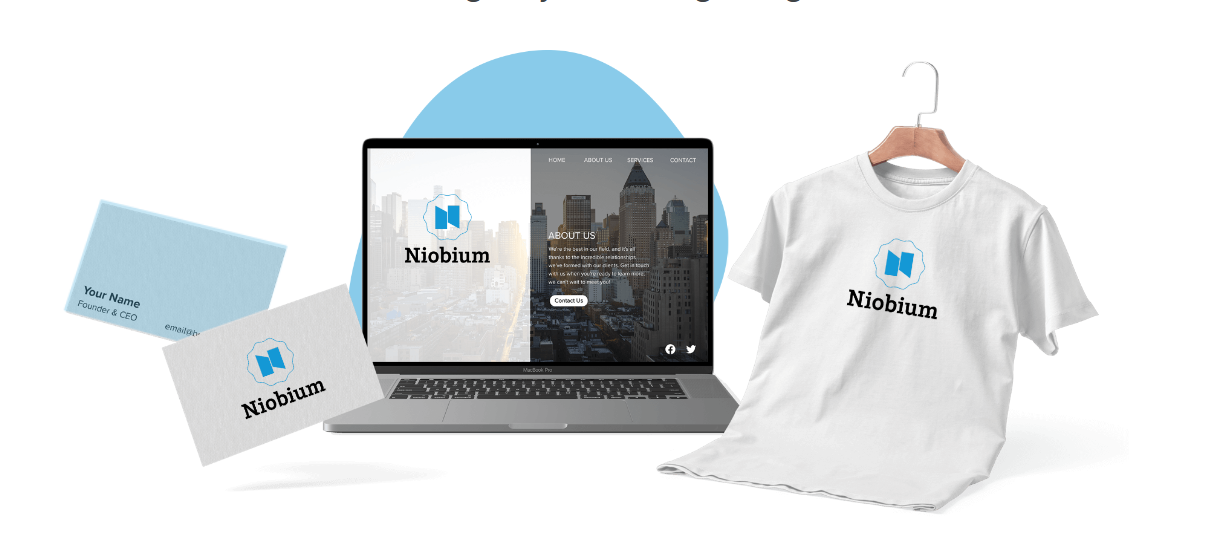 Your Name
Founder & CEO
Niobium
HOME ABOUT US SERVICES CONTACT
Niobium
ABOUT US
We're the best in our field, and it's all
thanks to the incredible relationships
we've formed with our clients. Get in touch
with us when you're ready to learn more,
we can't wait to meet you!
Contact Us
MacBook Pro
Niobium